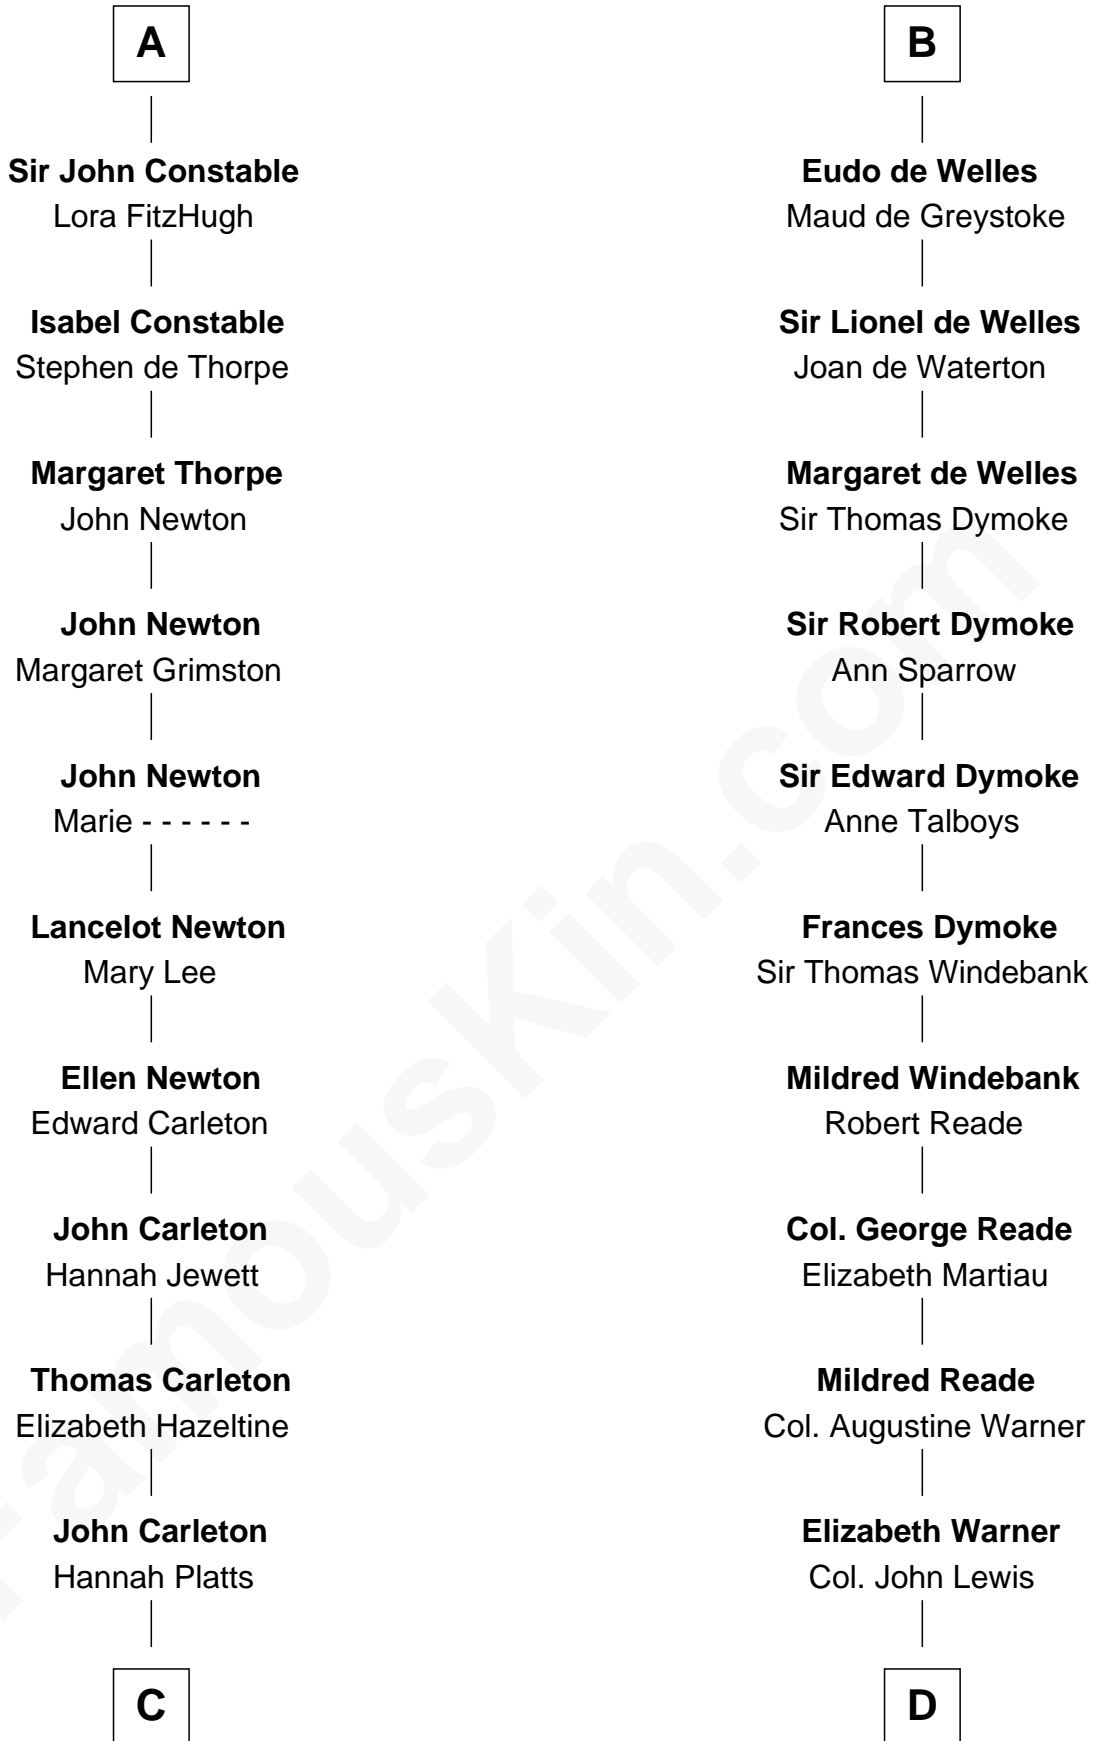 A
Sir John Constable
Lora FitzHugh
Isabel Constable
Stephen de Thorpe
Margaret Thorpe
John Newton
John Newton
Margaret Grimston
John Newton
Marie - - - - - -
Lancelot Newton
Mary Lee
Ellen Newton
Edward Carleton
John Carleton
Hannah Jewett
Thomas Carleton
Elizabeth Hazeltine
John Carleton
Hannah Platts
C
B
Eudo de Welles
Maud de Greystoke
Sir Lionel de Welles
Joan de Waterton
Margaret de Welles
Sir Thomas Dymoke
Sir Robert Dymoke
Ann Sparrow
Sir Edward Dymoke
Anne Talboys
Frances Dymoke
Sir Thomas Windebank
Mildred Windebank
Robert Reade
Col. George Reade
Elizabeth Martiau
Mildred Reade
Col. Augustine Warner
Elizabeth Warner
Col. John Lewis
D
FamousKin.com